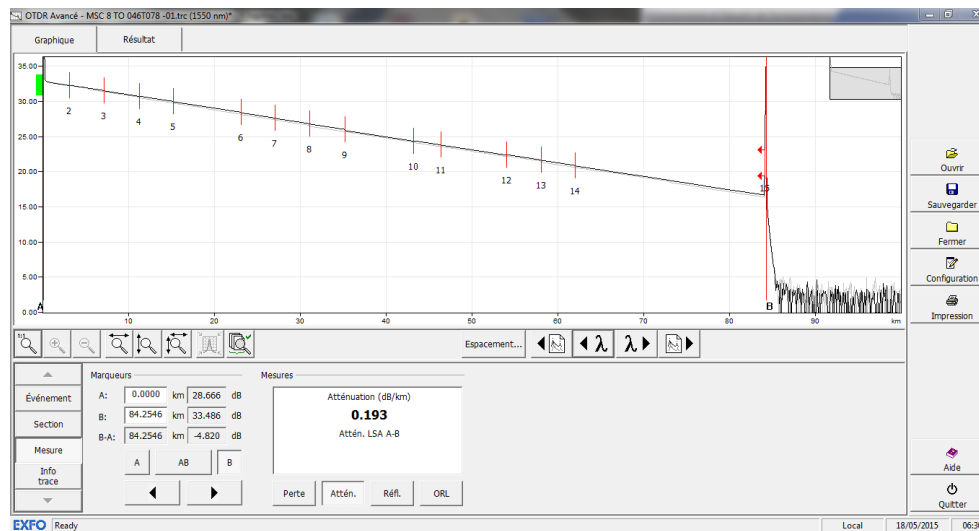 OTDR Avancé - MSC 8 TO 046T078 -01.trc (1550 nm)*
Graphique Résultat
35.00
30.00
25.00
20.00
15.00
10.00
5.00
0.00
2 3 4 5 6 7 8 9 10 11 12 13 14 15
A B
10 20 30 40 50 60 70 80 90 km
1:1
Espacement...
λ λ
Événement
Section
Mesure
Info
trace
Marqueurs
A: 0.0000 km 28.666 dB
B: 84.2546 km 33.486 dB
B-A: 84.2546 km -4.820 dB
A AB B
Mesures
Atténuation (dB/km)
0.193
Attén. LSA A-B
Perte Attén. Réfl. ORL
Ouvrir
Sauvegarder
Fermer
Configuration
Impression
Aide
Quitter
EXFO Ready Local 18/05/2015